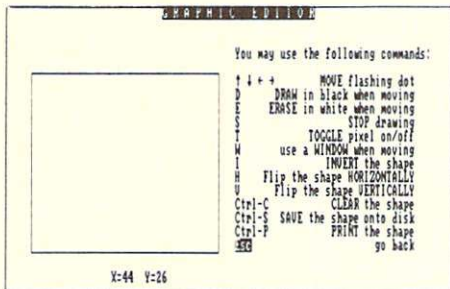 GRAPHIC EDITOR
You may use the following commands:
↑ ↓ ← → MOVE flashing dot
D DRAW in black when moving
E ERASE in white when moving
S STOP drawing
T TOGGLE pixel on/off
W use a WINDOW when moving
I INVERT the shape
H Flip the shape HORIZONTALLY
V Flip the shape VERTICALLY
Ctrl-C CLEAR the shape
Ctrl-S SAVE the shape onto disk
Ctrl-P PRINT the shape
ESC go back
X=44 Y=26